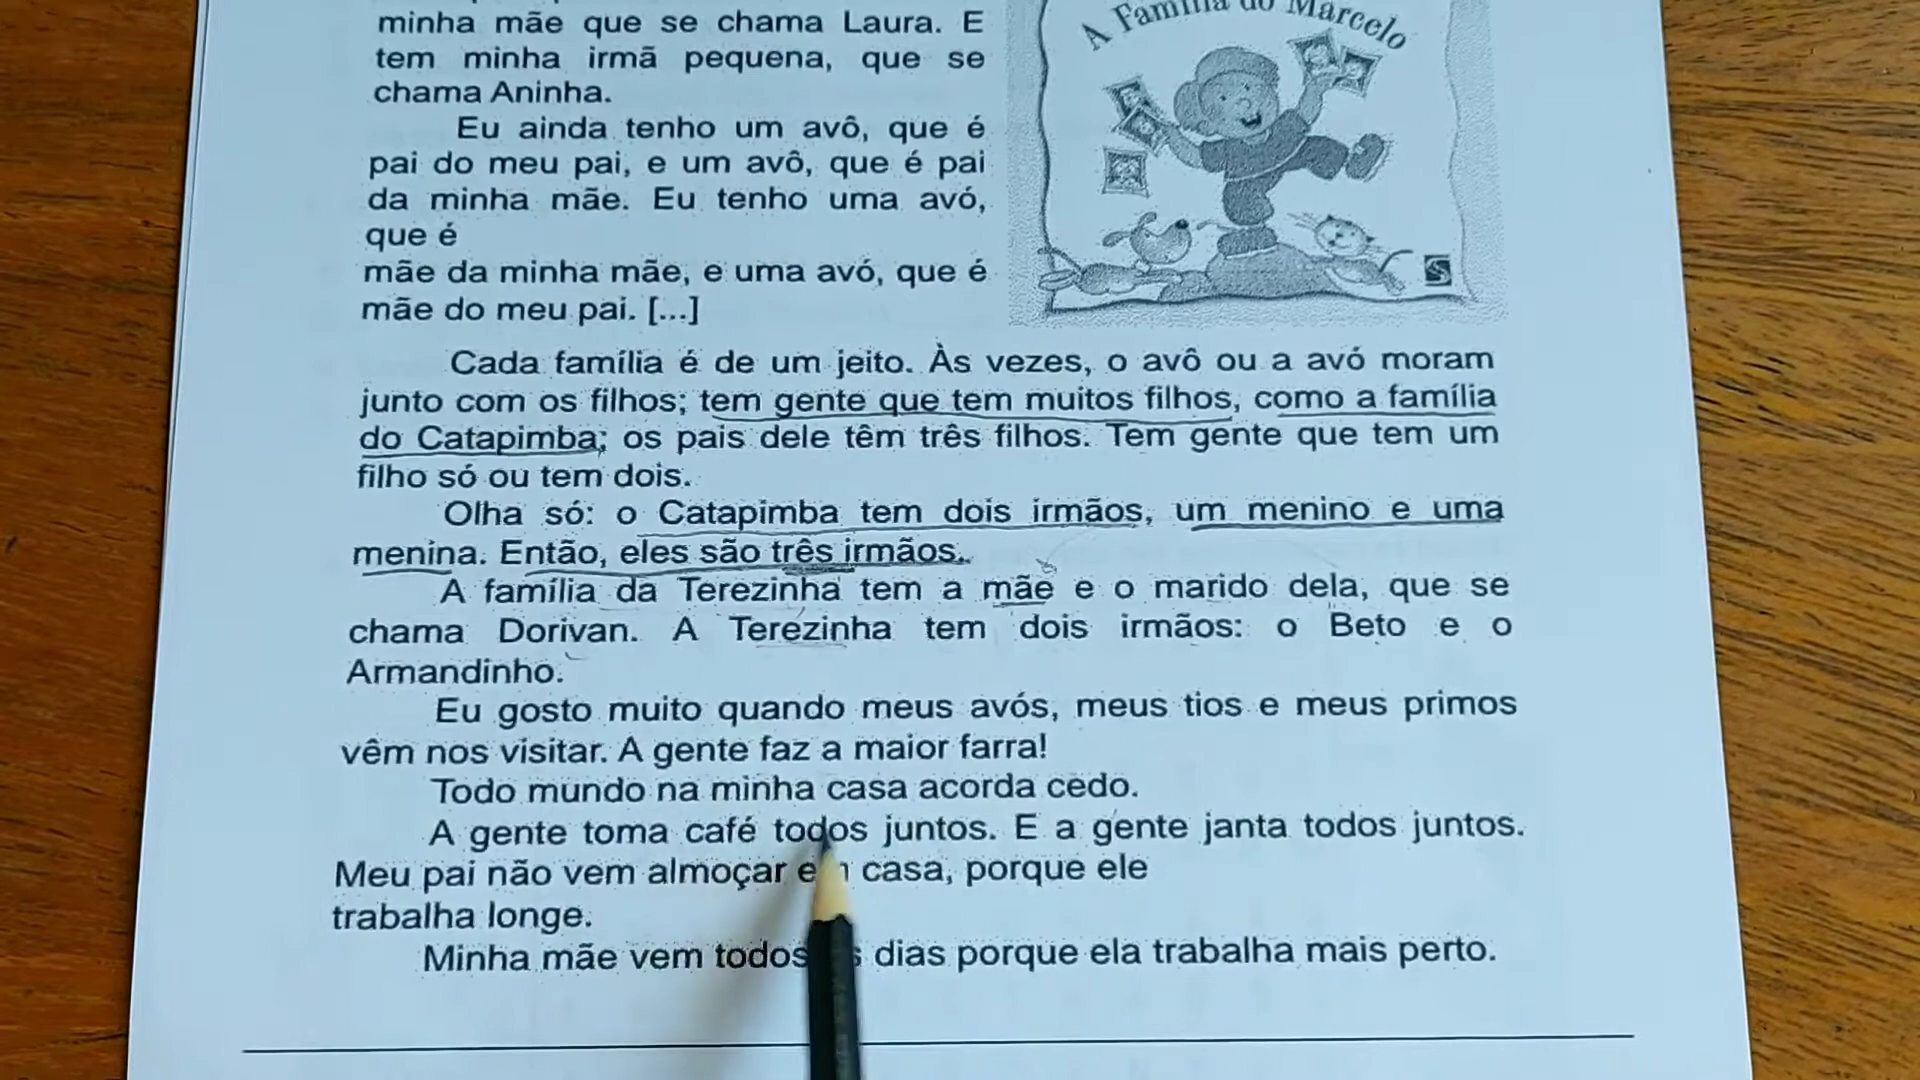 minha mãe que se chama Laura. E
tem minha irmã pequena, que se
chama Aninha.
Eu ainda tenho um avô, que é
pai do meu pai, e um avô, que é pai
da minha mãe. Eu tenho uma avó,
que é
mãe da minha mãe, e uma avó, que é
mãe do meu pai. [...]
A Família do Marcelo
Cada família é de um jeito. Às vezes, o avô ou a avó moram
junto com os filhos; tem gente que tem muitos filhos, como a família
do Catapimba; os pais dele têm três filhos. Tem gente que tem um
filho só ou tem dois.
Olha só: o Catapimba tem dois irmãos, um menino e uma
menina. Então, eles são três irmãos.
A família da Terezinha tem a mãe e o marido dela, que se
chama Dorivan. A Terezinha tem dois irmãos: o Beto e o
Armandinho.
Eu gosto muito quando meus avós, meus tios e meus primos
vêm nos visitar. A gente faz a maior farra!
Todo mundo na minha casa acorda cedo.
A gente toma café todos juntos. E a gente janta todos juntos.
Meu pai não vem almoçar casa, porque ele
trabalha longe.
Minha mãe vem todos dias porque ela trabalha mais perto.